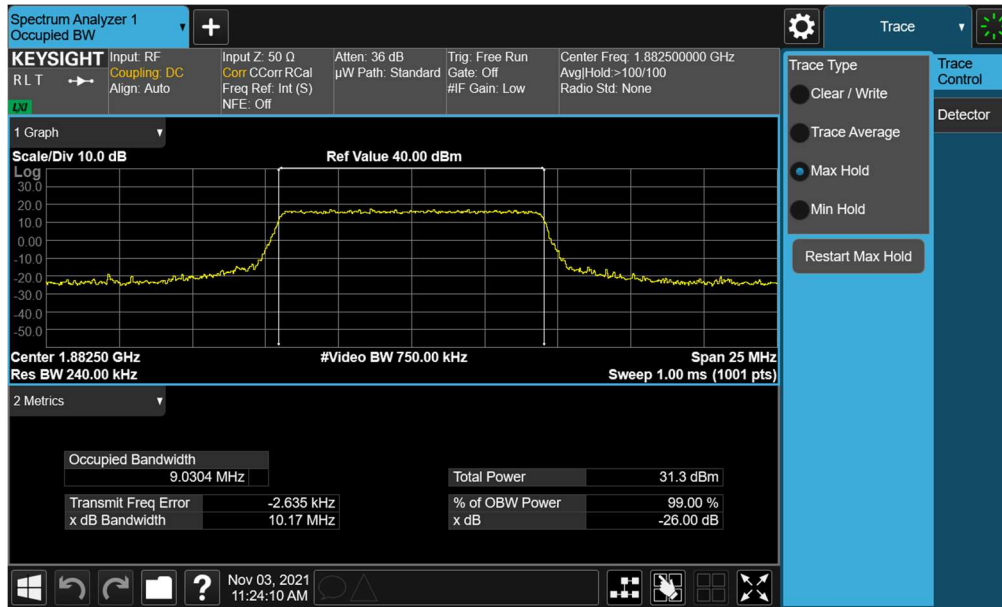 Spectrum Analyzer 1
Occupied BW
Trace
KEYSIGHT
R L T
LXI
Input: RF
Coupling: DC
Align: Auto
Input Z: 50 Ω
Corr CCorr RCal
Freq Ref: Int (S)
NFE: Off
Atten: 36 dB
µW Path: Standard
Trig: Free Run
Gate: Off
#IF Gain: Low
Center Freq: 1.882500000 GHz
Avg|Hold:>100/100
Radio Std: None
Trace Type
Clear / Write
Trace Average
Max Hold
Min Hold
Restart Max Hold
Trace
Control
Detector
1 Graph
Scale/Div 10.0 dB
Ref Value 40.00 dBm
Log
30.0
20.0
10.0
0.00
-10.0
-20.0
-30.0
-40.0
-50.0
Center 1.88250 GHz
#Video BW 750.00 kHz
Span 25 MHz
Res BW 240.00 kHz
Sweep 1.00 ms (1001 pts)
2 Metrics
Occupied Bandwidth
9.0304 MHz
Total Power 31.3 dBm
Transmit Freq Error -2.635 kHz
% of OBW Power 99.00 %
x dB Bandwidth 10.17 MHz
x dB -26.00 dB
?
Nov 03, 2021
11:24:10 AM